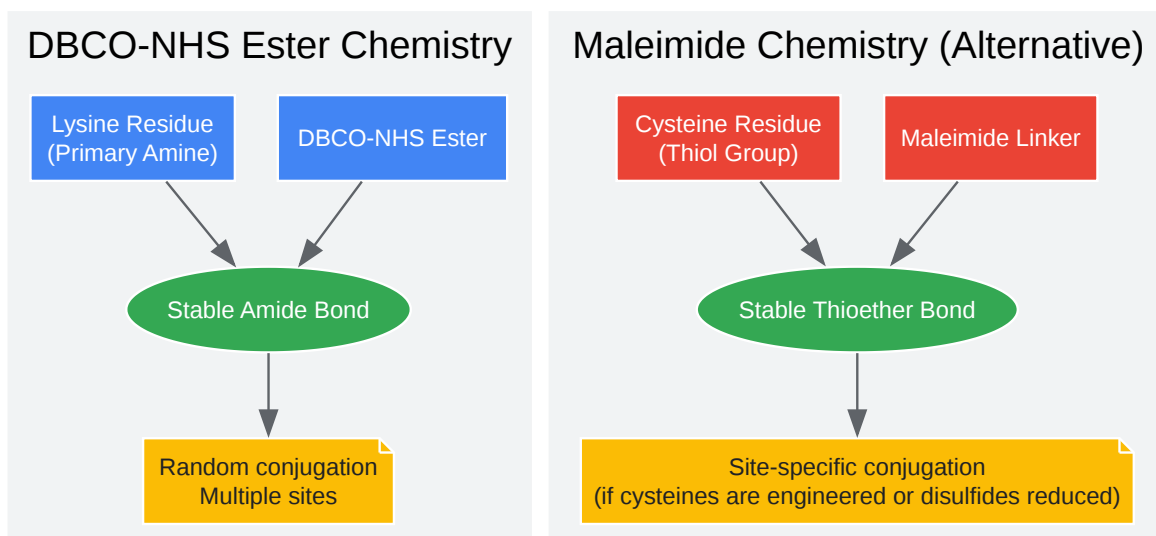 DBCO-NHS Ester Chemistry
Lysine Residue
(Primary Amine)
DBCO-NHS Ester
Stable Amide Bond
Random conjugation
Multiple sites
Maleimide Chemistry (Alternative)
Cysteine Residue
(Thiol Group)
Maleimide Linker
Stable Thioether Bond
Site-specific conjugation
(if cysteines are engineered or disulfides reduced)